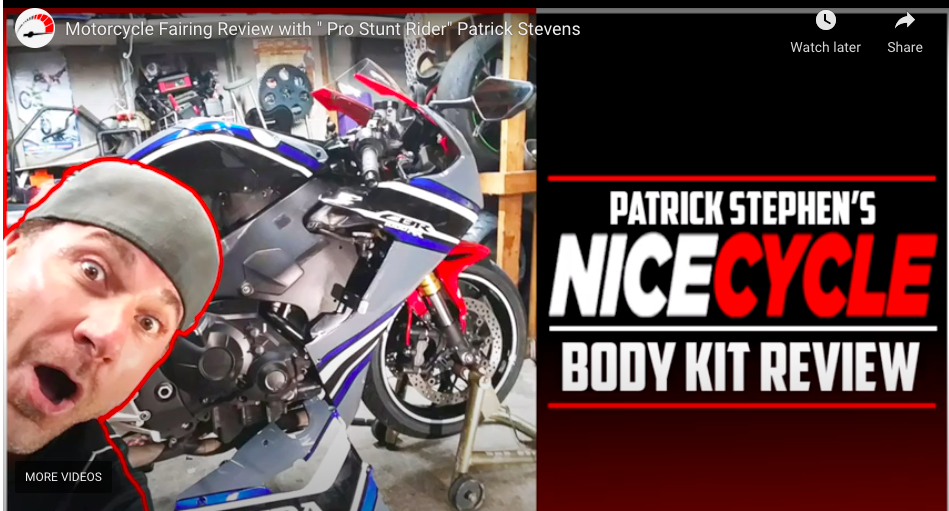 Motorcycle Fairing Review with " Pro Stunt Rider" Patrick Stevens
Watch later
Share
PATRICK STEPHEN'S
NICECYCLE
BODY KIT REVIEW
MORE VIDEOS